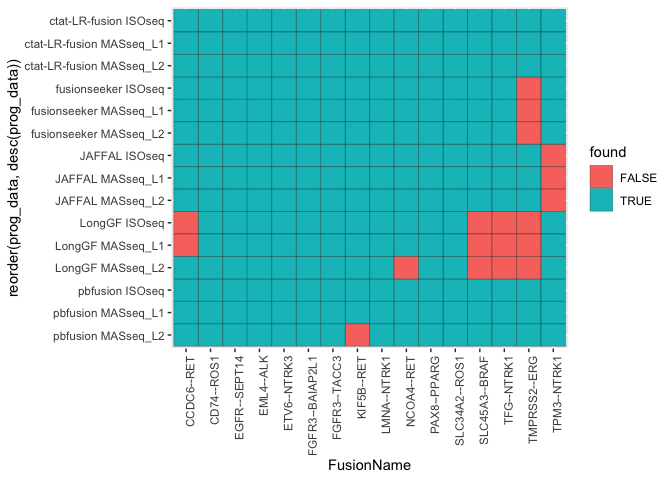 ctat-LR-fusion ISOseq
ctat-LR-fusion MASseq_L1
ctat-LR-fusion MASseq_L2
fusionseeker ISOseq
fusionseeker MASseq_L1
fusionseeker MASseq_L2
JAFFAL ISOseq
JAFFAL MASseq_L1
JAFFAL MASseq_L2
LongGF ISOseq
LongGF MASseq_L1
LongGF MASseq_L2
pbfusion ISOseq
pbfusion MASseq_L1
pbfusion MASseq_L2
reorder(prog_data, desc(prog_data))
CCDC6--RET
CD74--ROS1
EGFR--SEPT14
EML4--ALK
ETV6--NTRK3
FGFR3--BAIAP2L1
FGFR3--TACC3
KIF5B--RET
LMNA--NTRK1
NCOA4--RET
PAX8--PPARG
SLC34A2--ROS1
SLC45A3--BRAF
TFG--NTRK1
TMPRSS2--ERG
TPM3--NTRK1
FusionName
found
FALSE
TRUE